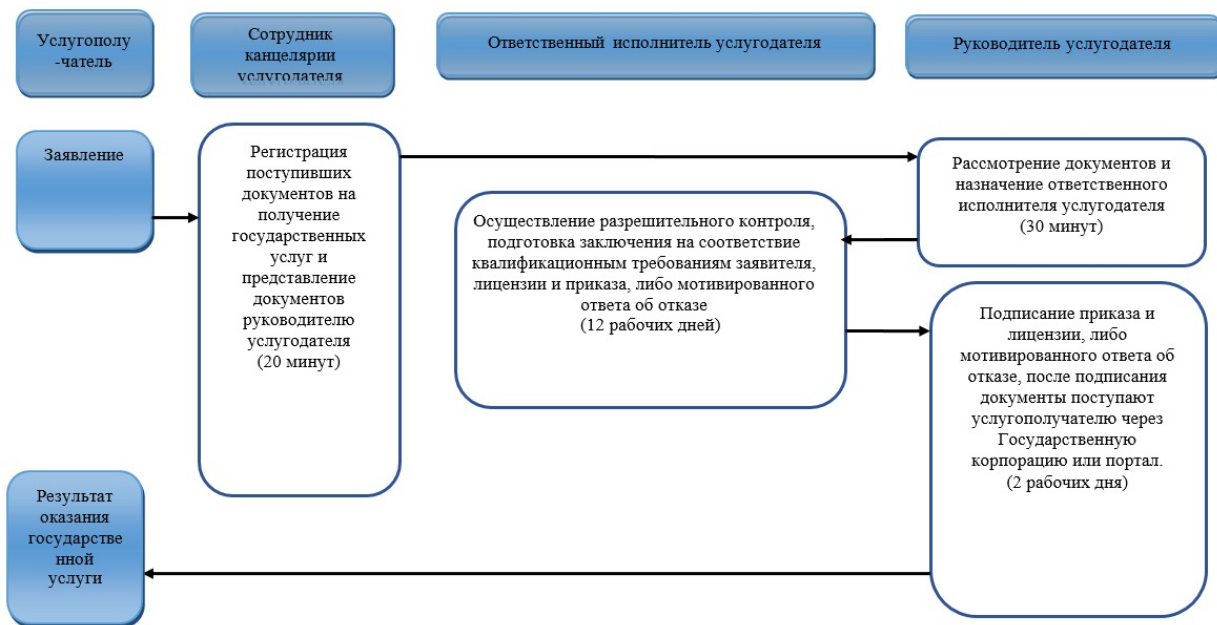 Услугополу
-чатель
Сотрудник
канцелярии
услугодателя
Ответственный исполнитель услугодателя
Руководитель услугодателя
Заявление
Регистрация
поступивших
документов на
получение
государственных
услуг и
представление
документов
руководителю
услугодателя
(20 минут)
Рассмотрение документов и
назначение ответственного
исполнителя услугодателя
(30 минут)
Осуществление разрешительного контроля,
подготовка заключения на соответствие
квалификационным требованиям заявителя,
лицензии и приказа, либо мотивированного
ответа об отказе
(12 рабочих дней)
Подписание приказа и
лицензии, либо
мотивированного ответа об
отказе, после подписания
документы поступают
услугополучателю через
Государственную
корпорацию или портал.
(2 рабочих дня)
Результат
оказания
государстве
нной
услуги